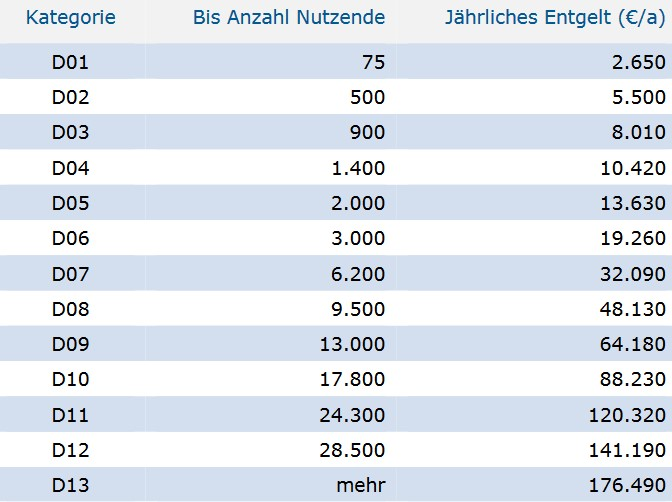 Kategorie Bis Anzahl Nutzende Jährliches Entgelt (€/a)
D01 75 2.650
D02 500 5.500
D03 900 8.010
D04 1.400 10.420
D05 2.000 13.630
D06 3.000 19.260
D07 6.200 32.090
D08 9.500 48.130
D09 13.000 64.180
D10 17.800 88.230
D11 24.300 120.320
D12 28.500 141.190
D13 mehr 176.490